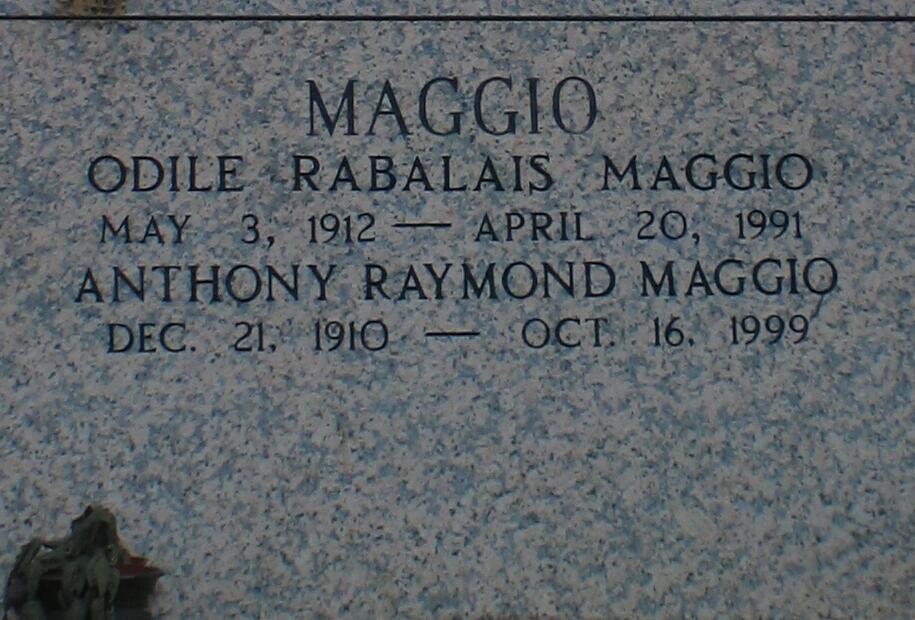 MAGGIO
ODILE RABALAIS MAGGIO
MAY 3, 1912 — APRIL 20, 1991
ANTHONY RAYMOND MAGGIO
DEC. 21, 1910 — OCT. 16. 1999